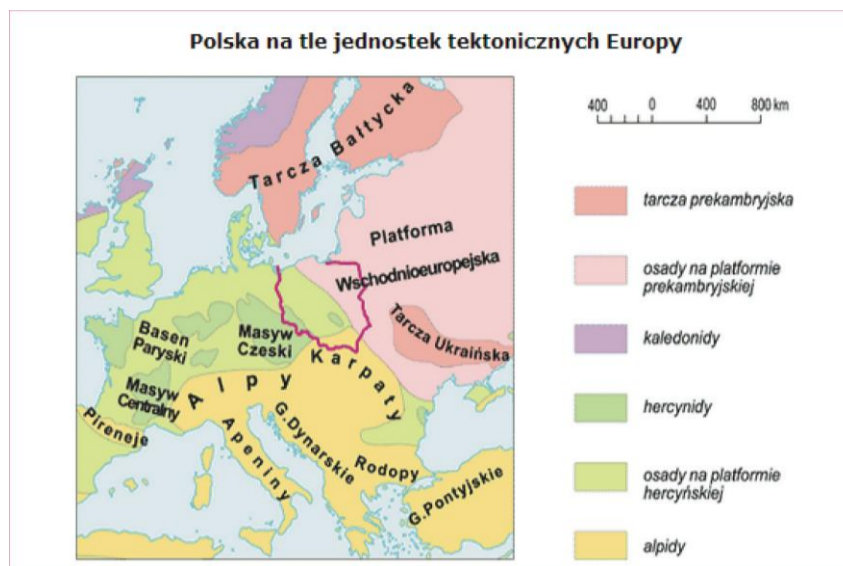 Polska na tle jednostek tektonicznych Europy
400 0 400 800 km
Tarcza Bałtycka
Platforma
Wschodnioeuropejska
Tarcza Ukraińska
Basen
Paryski
Masyw
Czeski
Masyw
Centralny
Karpaty
Alpy
Pireneje
Apeniny
G.Dynarskie
Rodopy
G.Pontyjskie
tarcza prekambryjska
osady na platformie
prekambryjskiej
kaledonidy
hercynidy
osady na platformie
hercyńskiej
alpidy